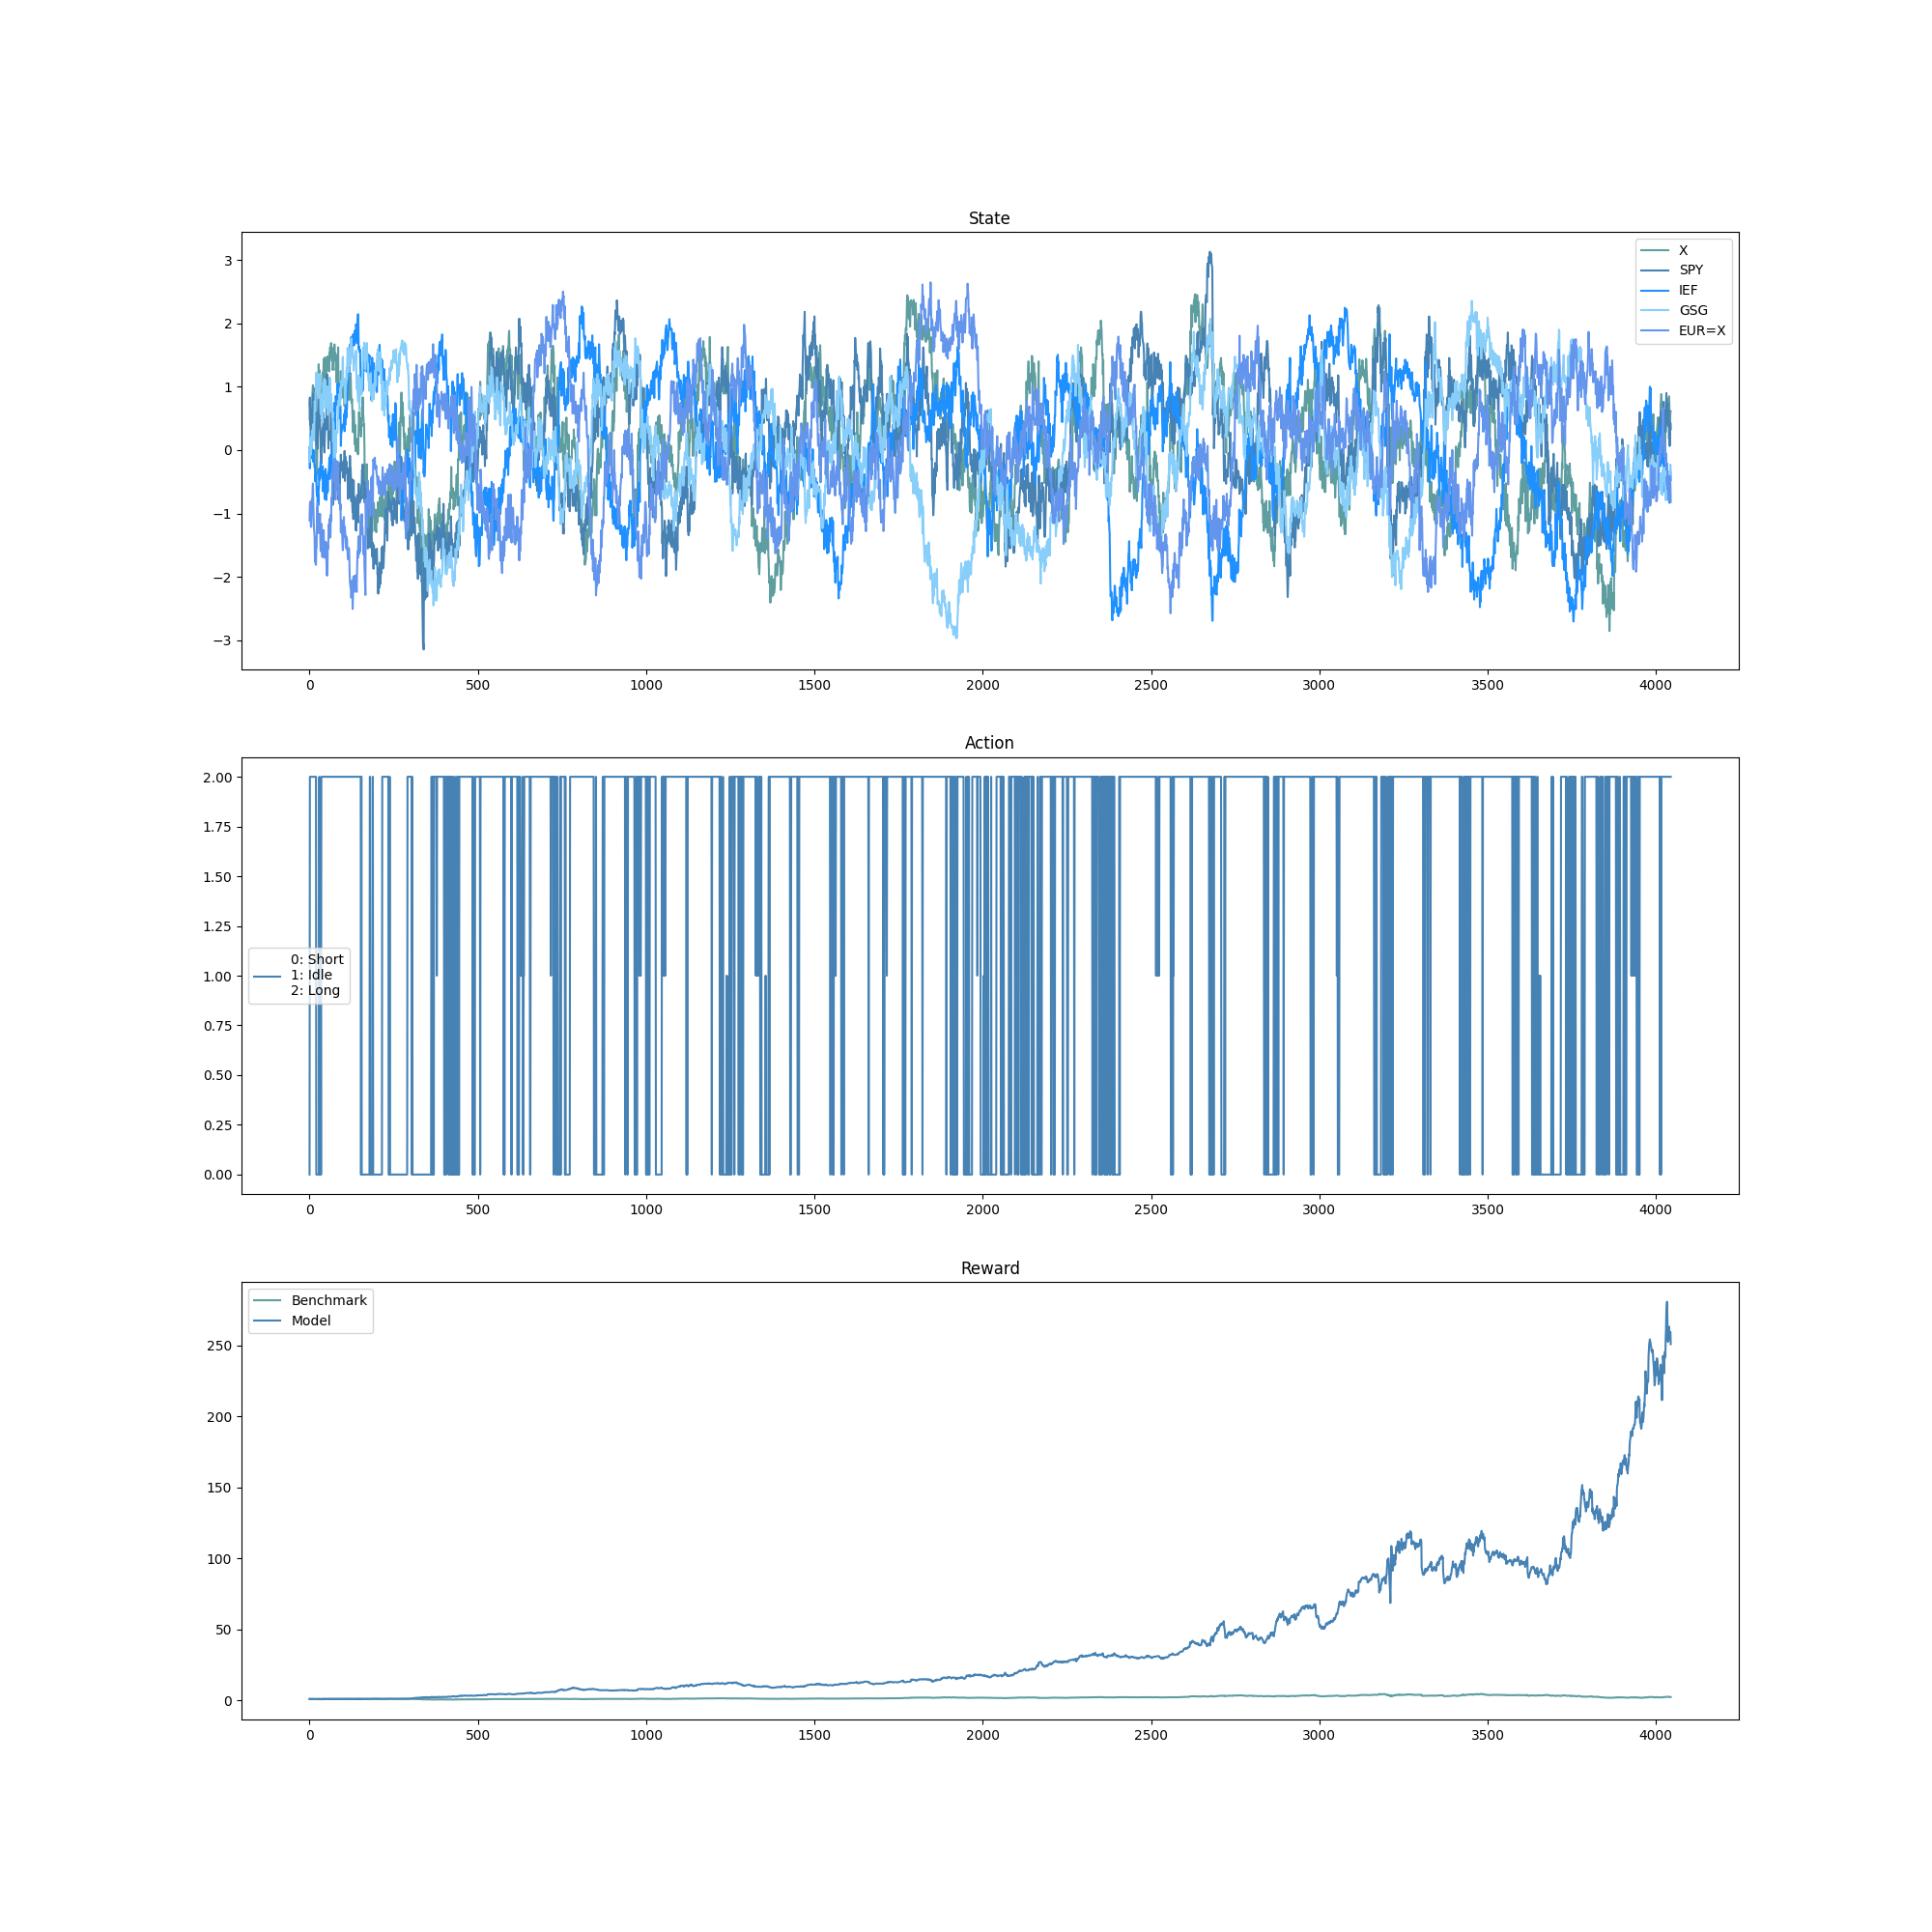 State
3
2
1
0
−1
−2
−3
X
SPY
IEF
GSG
EUR=X
0 500 1000 1500 2000 2500 3000 3500 4000
Action
2.00
1.75
1.50
1.25
1.00
0.75
0.50
0.25
0.00
0: Short
1: Idle
2: Long
0 500 1000 1500 2000 2500 3000 3500 4000
Reward
Benchmark
Model
250
200
150
100
50
0
0 500 1000 1500 2000 2500 3000 3500 4000